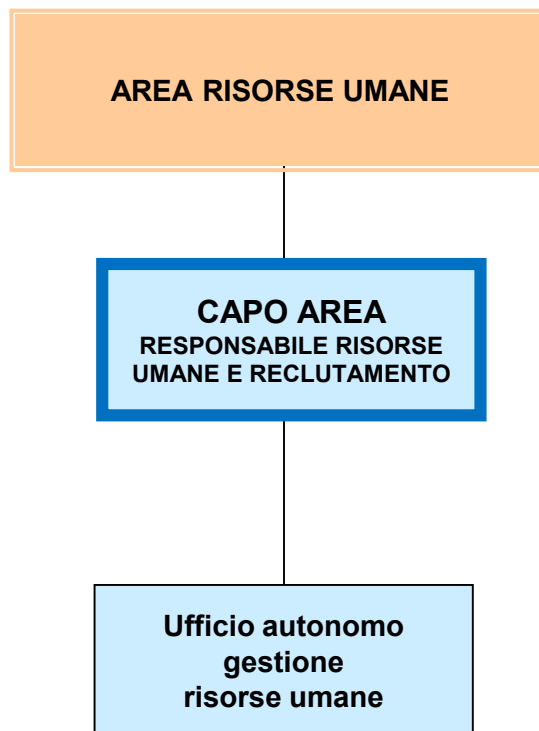 AREA RISORSE UMANE
CAPO AREA
RESPONSABILE RISORSE
UMANE E RECLUTAMENTO
Ufficio autonomo
gestione
risorse umane